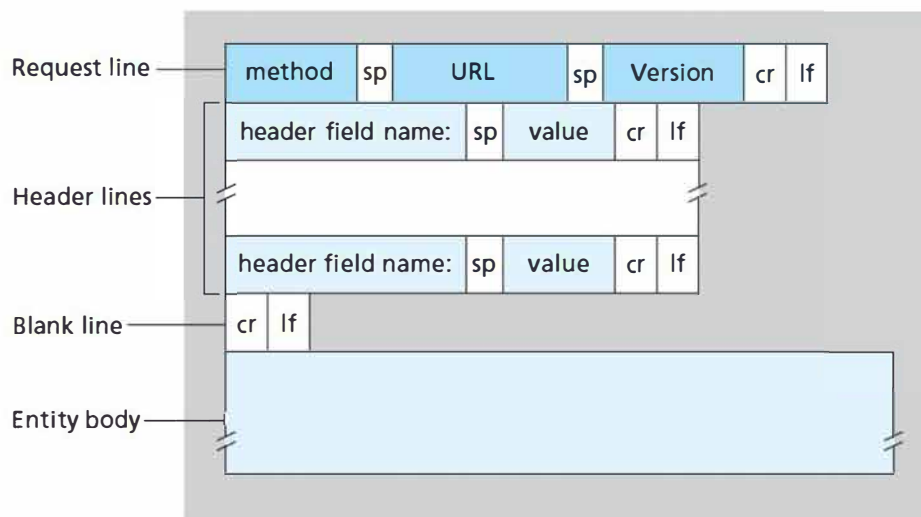 Request line method sp URL sp Version cr lf
header field name: sp value cr lf
Header lines
header field name: sp value cr lf
Blank line cr lf
Entity body